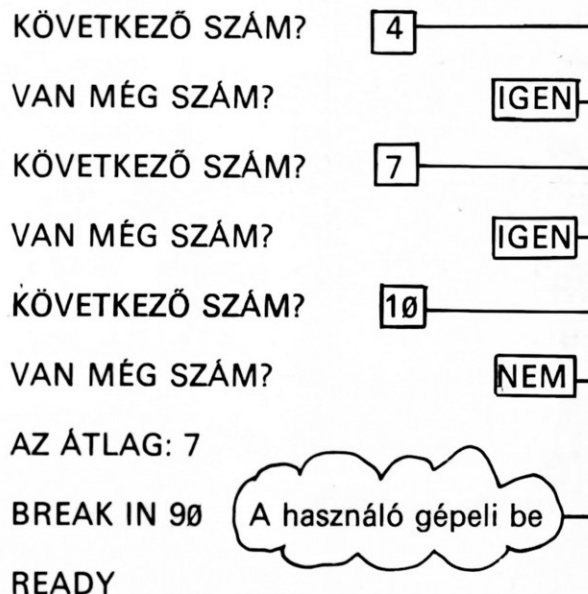 KÖVETKEZŐ SZÁM? 4
VAN MÉG SZÁM? IGEN
KÖVETKEZŐ SZÁM? 7
VAN MÉG SZÁM? IGEN
KÖVETKEZŐ SZÁM? 1Ø
VAN MÉG SZÁM? NEM
AZ ÁTLAG: 7
BREAK IN 9Ø A használó gépeli be
READY